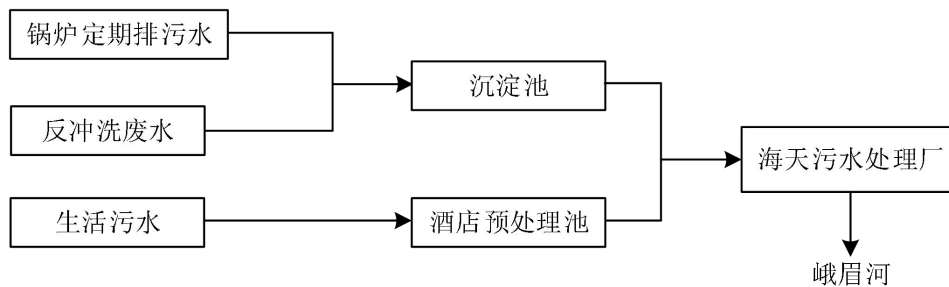 锅炉定期排污水
沉淀池
反冲洗废水
海天污水处理厂
生活污水
酒店预处理池
峨眉河